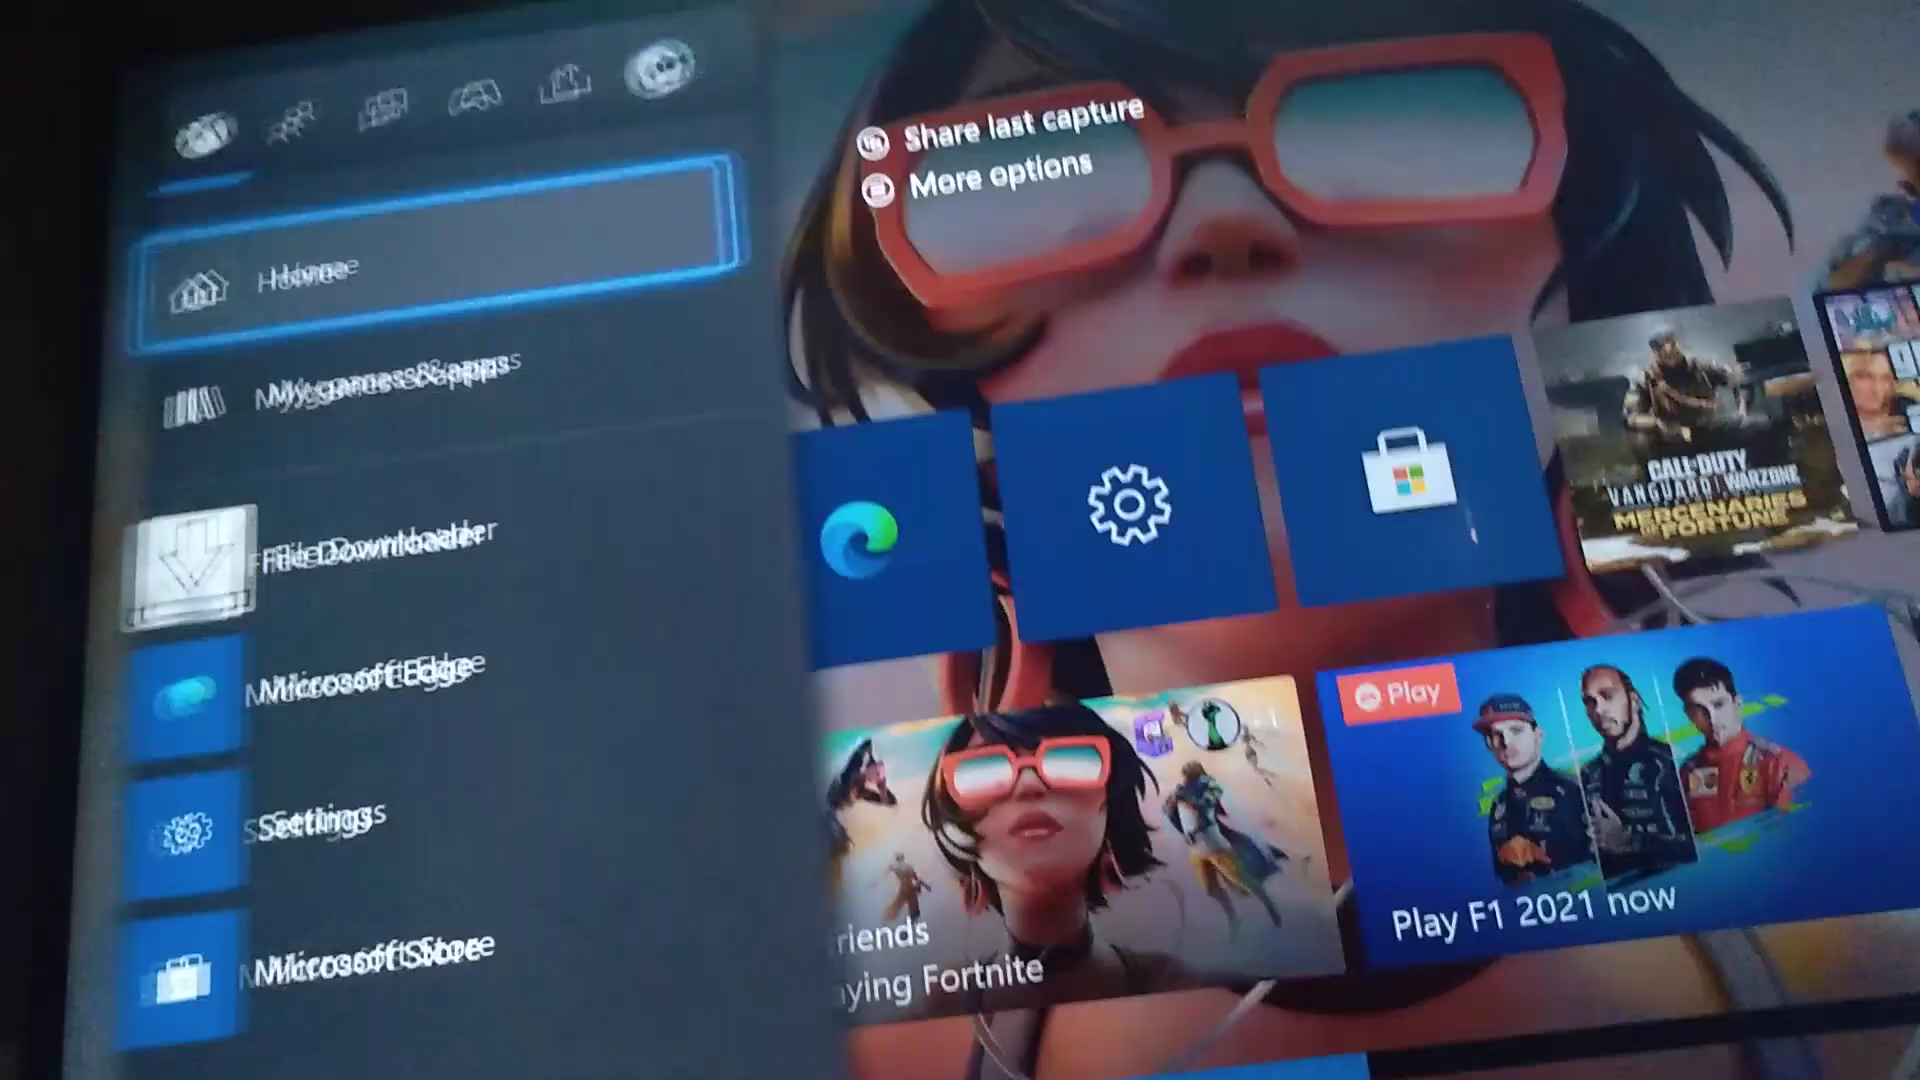 Home
My games & apps
File Downloader
Microsoft Edge
Settings
Microsoft Store
Share last capture
More options
CALL OF DUTY
VANGUARD WARZONE
MERCENARIES
OF FORTUNE
riends
aying Fortnite
Play
Play F1 2021 now